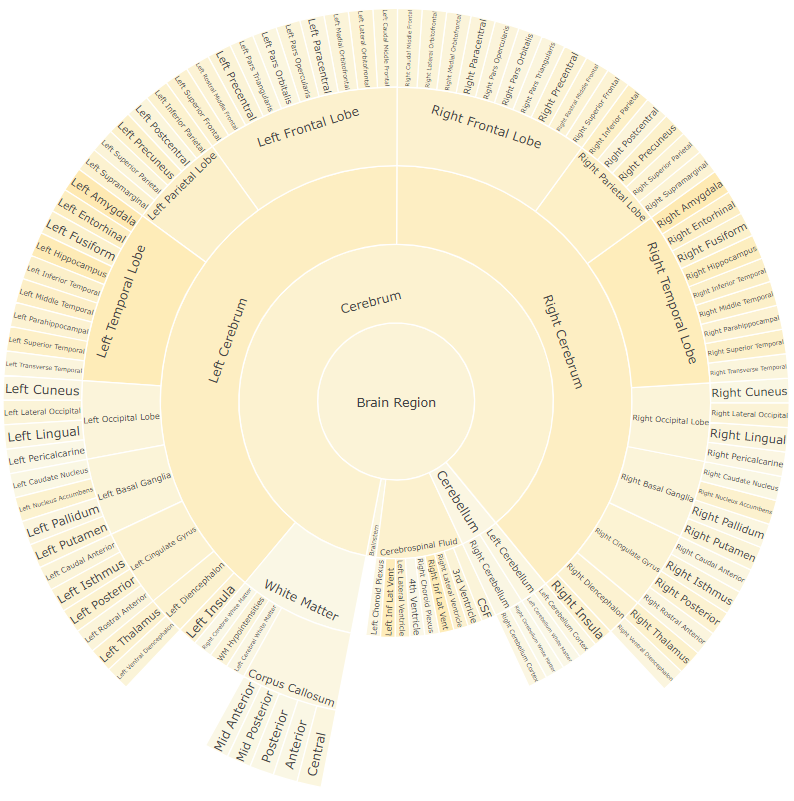 Brain Region
Cerebrum
Right Cerebrum
Right Frontal Lobe
Right Caudal Middle Frontal
Right Lateral Orbitofrontal
Right Medial Orbitofrontal
Right Paracentral
Right Pars Opercularis
Right Pars Orbitalis
Right Pars Triangularis
Right Precentral
Right Rostral Middle Frontal
Right Superior Frontal
Right Parietal Lobe
Right Inferior Parietal
Right Postcentral
Right Precuneus
Right Superior Parietal
Right Supramarginal
Right Temporal Lobe
Right Amygdala
Right Entorhinal
Right Fusiform
Right Hippocampus
Right Inferior Temporal
Right Middle Temporal
Right Parahippocampal
Right Superior Temporal
Right Transverse Temporal
Right Occipital Lobe
Right Cuneus
Right Lateral Occipital
Right Lingual
Right Pericalcarine
Right Basal Ganglia
Right Caudate Nucleus
Right Nucleus Accumbens
Right Pallidum
Right Putamen
Right Cingulate Gyrus
Right Caudal Anterior
Right Isthmus
Right Posterior
Right Rostral Anterior
Right Diencephalon
Right Thalamus
Right Ventral Diencephalon
Right Insula
Cerebellum
Left Cerebellum
Left Cerebellum Cortex
Left Cerebellum White Matter
Right Cerebellum
Right Cerebellum White Matter
Right Cerebellum Cortex
Cerebrospinal Fluid
CSF
3rd Ventricle
Right Lateral Ventricle
Right Inf Lat Vent
Right Choroid Plexus
4th Ventricle
Left Lateral Ventricle
Left Inf Lat Vent
Left Choroid Plexus
Brainstem
White Matter
Corpus Callosum
Central
Anterior
Posterior
Mid Posterior
Mid Anterior
Left Cerebral White Matter
WM Hypointensities
Right Cerebral White Matter
Left Cerebrum
Left Insula
Left Diencephalon
Left Ventral Diencephalon
Left Thalamus
Left Cingulate Gyrus
Left Rostral Anterior
Left Posterior
Left Isthmus
Left Caudal Anterior
Left Basal Ganglia
Left Putamen
Left Pallidum
Left Nucleus Accumbens
Left Caudate Nucleus
Left Occipital Lobe
Left Pericalcarine
Left Lingual
Left Lateral Occipital
Left Cuneus
Left Temporal Lobe
Left Transverse Temporal
Left Superior Temporal
Left Parahippocampal
Left Middle Temporal
Left Inferior Temporal
Left Hippocampus
Left Fusiform
Left Entorhinal
Left Amygdala
Left Parietal Lobe
Left Supramarginal
Left Superior Parietal
Left Precuneus
Left Postcentral
Left Inferior Parietal
Left Frontal Lobe
Left Superior Frontal
Left Rostral Middle Frontal
Left Precentral
Left Pars Triangularis
Left Pars Orbitalis
Left Pars Opercularis
Left Paracentral
Left Medial Orbitofrontal
Left Lateral Orbitofrontal
Left Caudal Middle Frontal